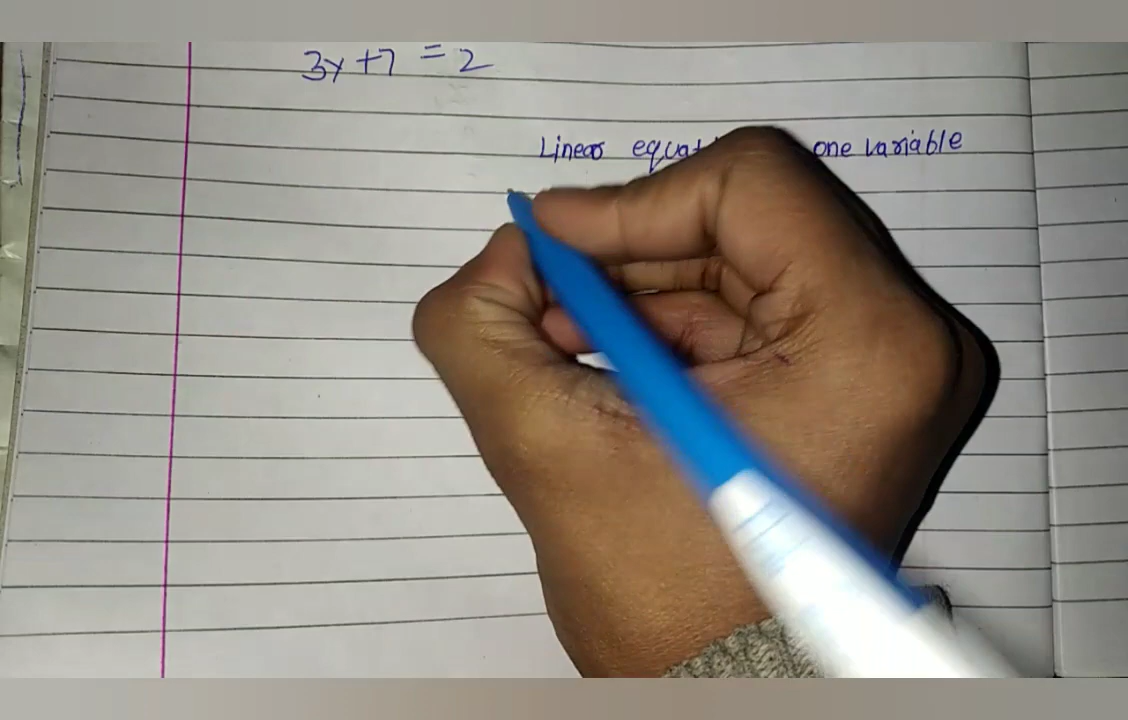 3y + 7 = 2
Linear equat one variable